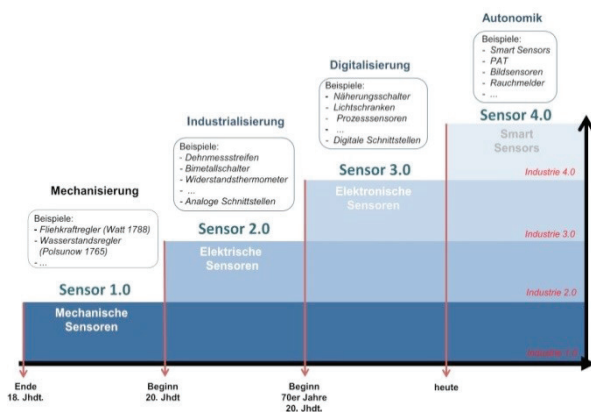 Autonomik
Beispiele:
- Smart Sensors
- PAT
- Bildsensoren
- Rauchmelder
- ...
Sensor 4.0
Smart
Sensors
Industrie 4.0
Digitalisierung
Beispiele:
- Näherungsschalter
- Lichtschranken
- Prozesssensoren
- ...
- Digitale Schnittstellen
Sensor 3.0
Elektronische
Sensoren
Industrie 3.0
Industrialisierung
Beispiele:
- Dehnmessstreifen
- Bimetallschalter
- Widerstandsthermometer
- ...
- Analoge Schnittstellen
Sensor 2.0
Elektrische
Sensoren
Industrie 2.0
Mechanisierung
Beispiele:
- Fliehkraftregler (Watt 1788)
- Wasserstandsregler
(Polsunow 1765)
- ...
Sensor 1.0
Mechanische
Sensoren
Industrie 1.0
Ende
18. Jhdt.
Beginn
20. Jhdt
Beginn
70er Jahre
20. Jhdt.
heute